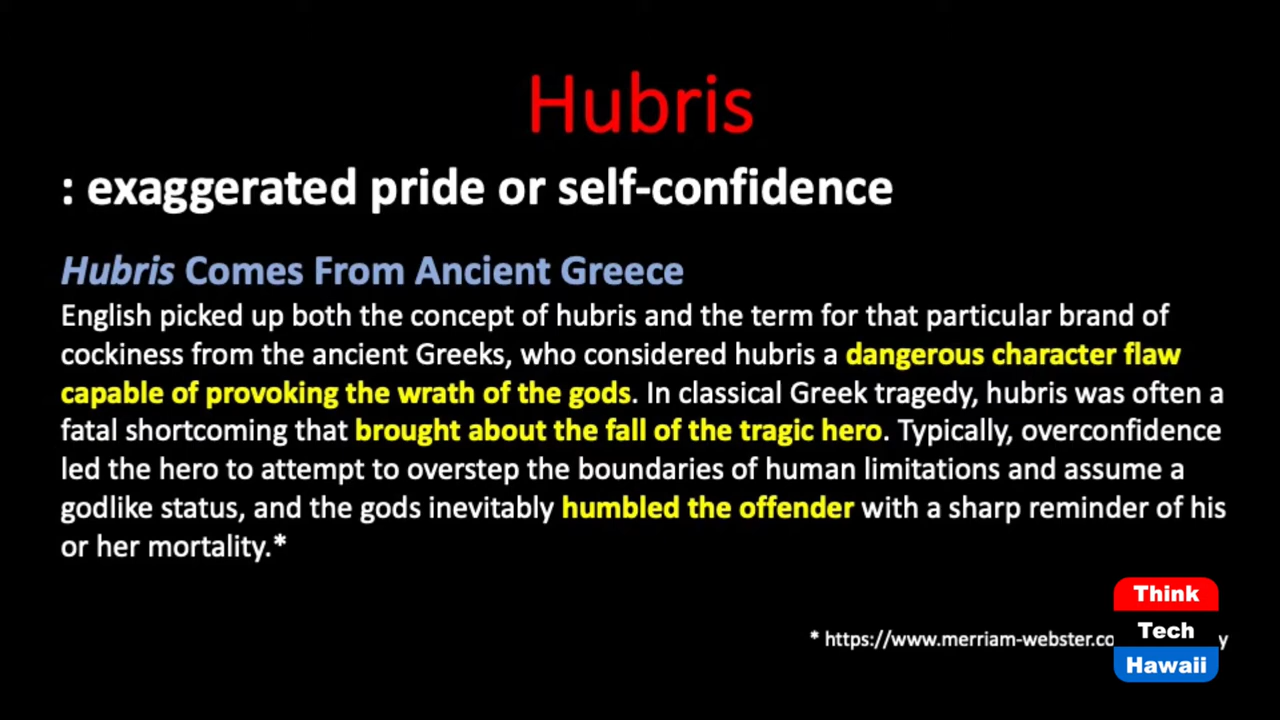 Hubris
: exaggerated pride or self-confidence
Hubris Comes From Ancient Greece
English picked up both the concept of hubris and the term for that particular brand of
cockiness from the ancient Greeks, who considered hubris a dangerous character flaw
capable of provoking the wrath of the gods. In classical Greek tragedy, hubris was often a
fatal shortcoming that brought about the fall of the tragic hero. Typically, overconfidence
led the hero to attempt to overstep the boundaries of human limitations and assume a
godlike status, and the gods inevitably humbled the offender with a sharp reminder of his
or her mortality.*
* https://www.merriam-webster.co
Think
Tech
Hawaii